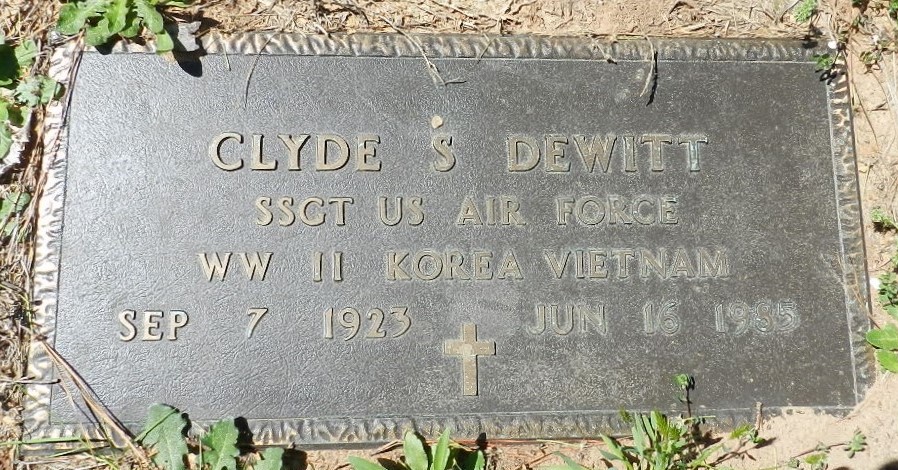 CLYDE S DEWITT
SSGT US AIR FORCE
WW II KOREA VIETNAM
SEP 7 1923 JUN 16 1985